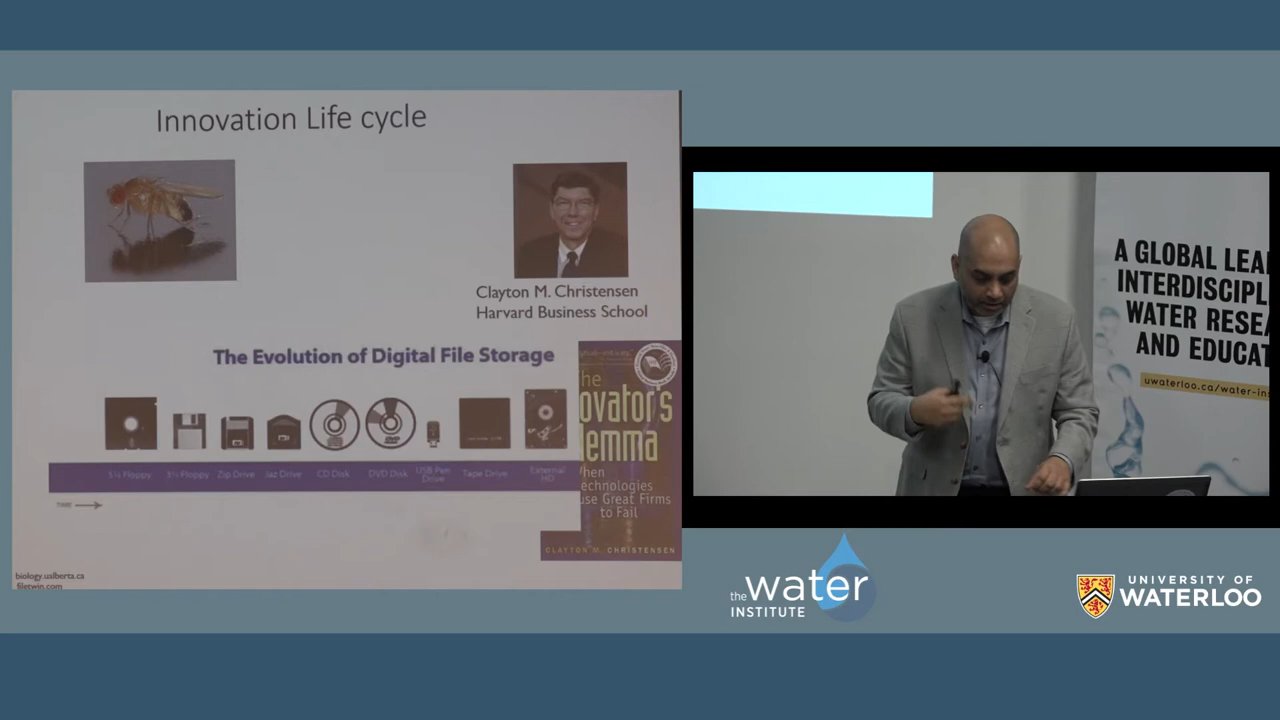 Innovation Life cycle
Clayton M. Christensen
Harvard Business School
The Evolution of Digital File Storage
5¼ Floppy
3½ Floppy
Zip Drive
Jaz Drive
CD Disk
DVD Disk
USB Pen
Drive
Tape Drive
External
HD
TIME
he
ovator's
lemma
When
echnologies
use Great Firms
to Fail
CLAYTON M. CHRISTENSEN
biology.ualberta.ca
filetwin.com
A GLOBAL LEA
INTERDISCIPL
WATER RESEA
AND EDUCAT
uwaterloo.ca/water-ins
the water
INSTITUTE
UNIVERSITY OF
WATERLOO